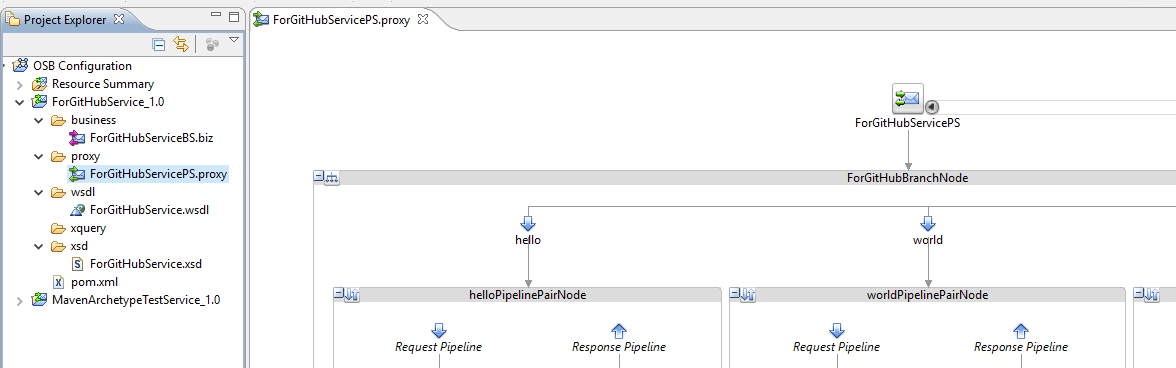 Project Explorer
OSB Configuration
Resource Summary
ForGitHubService_1.0
business
ForGitHubServiceBS.biz
proxy
ForGitHubServicePS.proxy
wsdl
ForGitHubService.wsdl
xquery
xsd
ForGitHubService.xsd
pom.xml
MavenArchetypeTestService_1.0
ForGitHubServicePS.proxy
ForGitHubServicePS
ForGitHubBranchNode
hello world
helloPipelinePairNode worldPipelinePairNode
Request Pipeline Response Pipeline Request Pipeline Response Pipeline